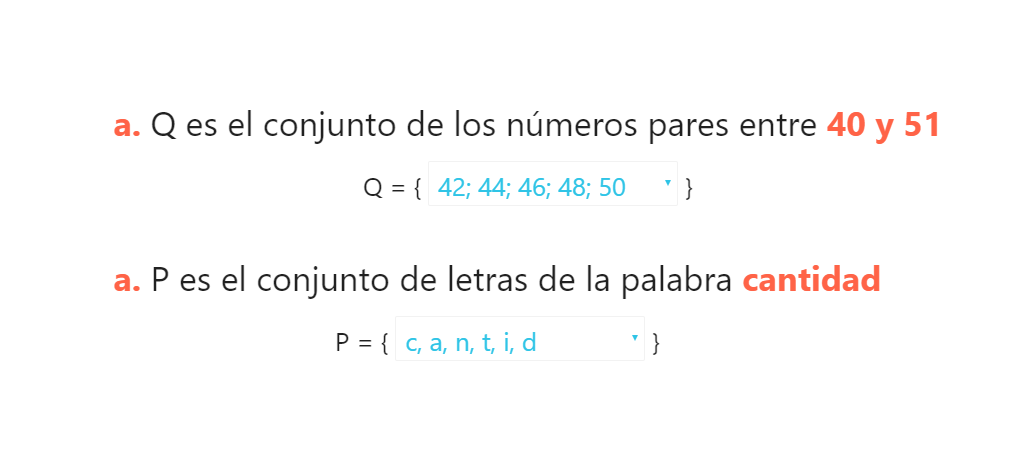 a. Q es el conjunto de los números pares entre 40 y 51
Q = { 42; 44; 46; 48; 50 }
a. P es el conjunto de letras de la palabra cantidad
P = { c, a, n, t, i, d }